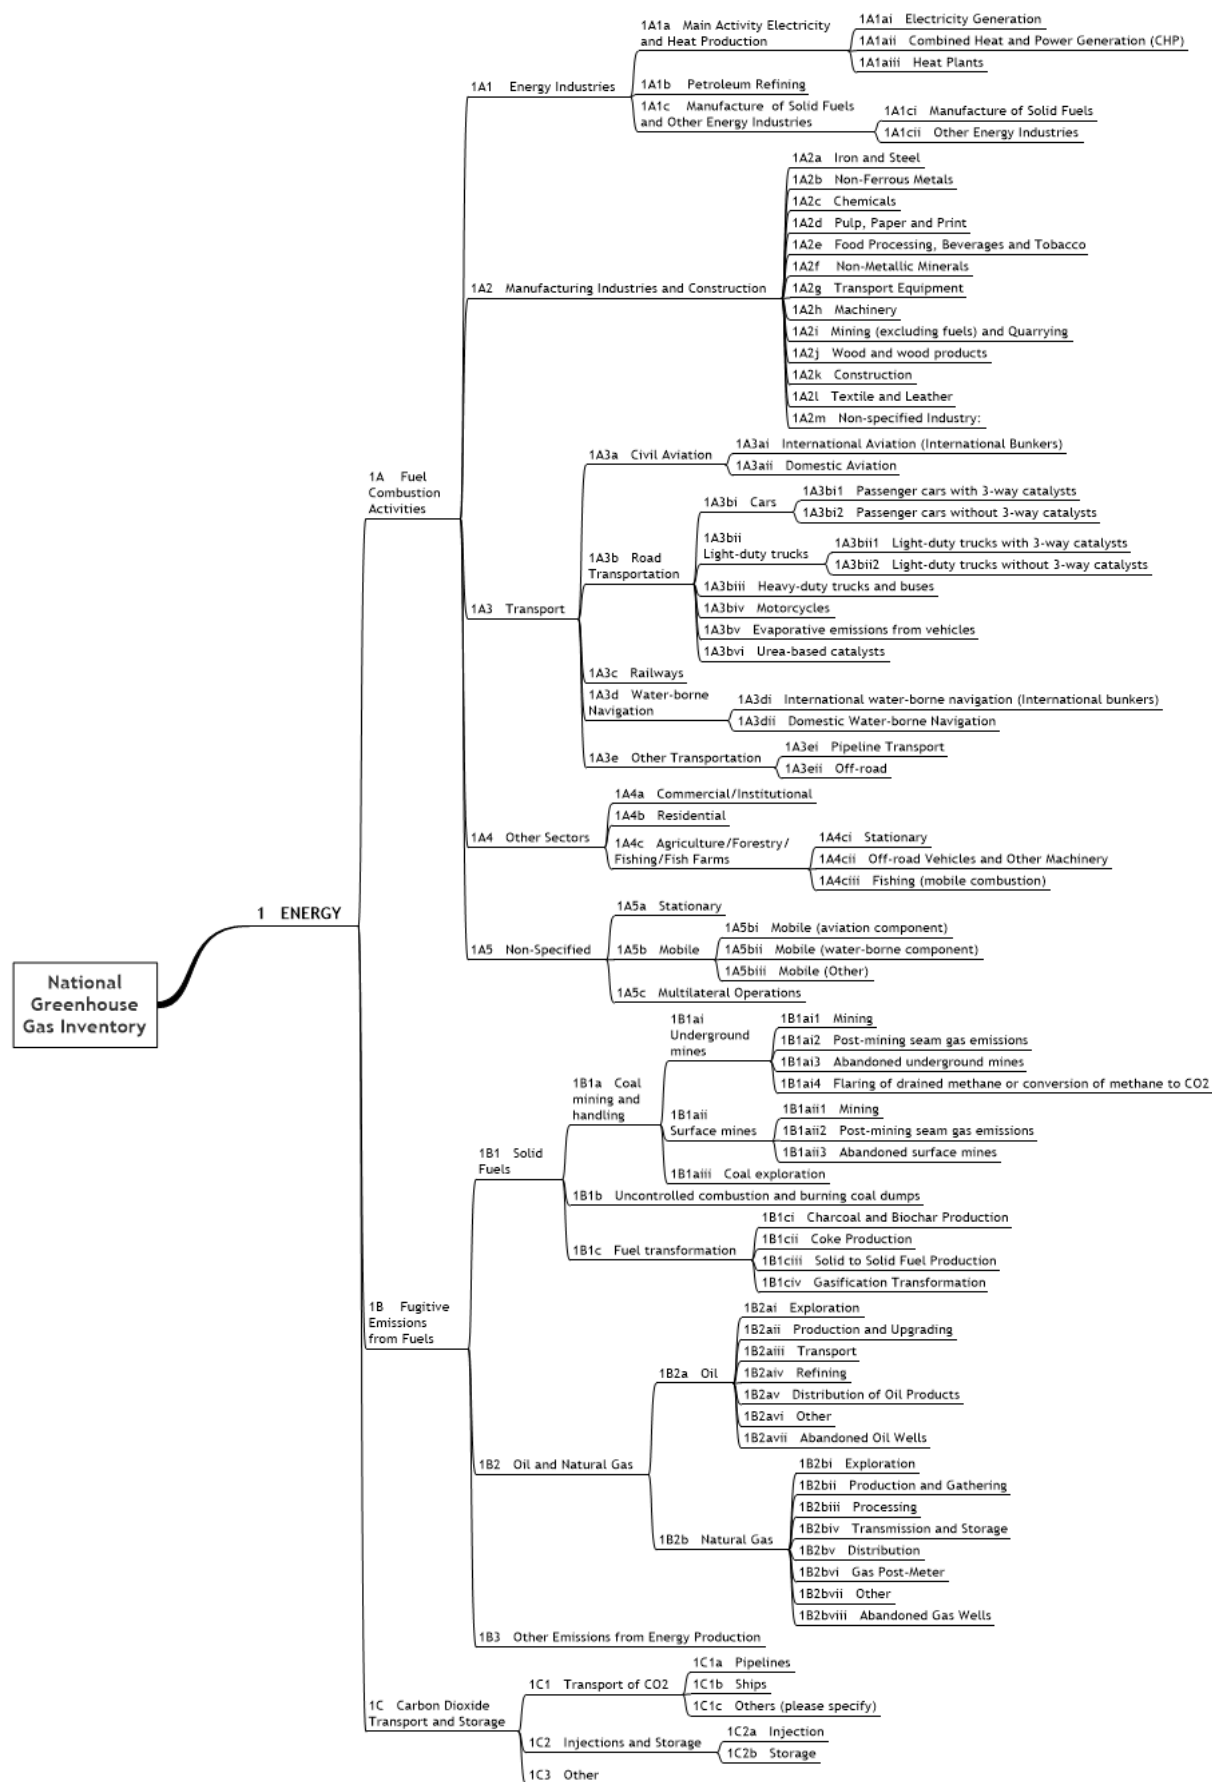 National
Greenhouse
Gas Inventory
1 ENERGY
1A Fuel
Combustion
Activities
1A1 Energy Industries
1A1a Main Activity Electricity
and Heat Production
1A1ai Electricity Generation
1A1aii Combined Heat and Power Generation (CHP)
1A1aiii Heat Plants
1A1b Petroleum Refining
1A1c Manufacture of Solid Fuels
and Other Energy Industries
1A1ci Manufacture of Solid Fuels
1A1cii Other Energy Industries
1A2 Manufacturing Industries and Construction
1A2a Iron and Steel
1A2b Non-Ferrous Metals
1A2c Chemicals
1A2d Pulp, Paper and Print
1A2e Food Processing, Beverages and Tobacco
1A2f Non-Metallic Minerals
1A2g Transport Equipment
1A2h Machinery
1A2i Mining (excluding fuels) and Quarrying
1A2j Wood and wood products
1A2k Construction
1A2l Textile and Leather
1A2m Non-specified Industry:
1A3 Transport
1A3a Civil Aviation
1A3ai International Aviation (International Bunkers)
1A3aii Domestic Aviation
1A3b Road
Transportation
1A3bi Cars
1A3bi1 Passenger cars with 3-way catalysts
1A3bi2 Passenger cars without 3-way catalysts
1A3bii
Light-duty trucks
1A3bii1 Light-duty trucks with 3-way catalysts
1A3bii2 Light-duty trucks without 3-way catalysts
1A3biii Heavy-duty trucks and buses
1A3biv Motorcycles
1A3bv Evaporative emissions from vehicles
1A3bvi Urea-based catalysts
1A3c Railways
1A3d Water-borne
Navigation
1A3di International water-borne navigation (International bunkers)
1A3dii Domestic Water-borne Navigation
1A3e Other Transportation
1A3ei Pipeline Transport
1A3eii Off-road
1A4 Other Sectors
1A4a Commercial/Institutional
1A4b Residential
1A4c Agriculture/Forestry/
Fishing/Fish Farms
1A4ci Stationary
1A4cii Off-road Vehicles and Other Machinery
1A4ciii Fishing (mobile combustion)
1A5 Non-Specified
1A5a Stationary
1A5b Mobile
1A5bi Mobile (aviation component)
1A5bii Mobile (water-borne component)
1A5biii Mobile (Other)
1A5c Multilateral Operations
1B Fugitive
Emissions
from Fuels
1B1 Solid
Fuels
1B1a Coal
mining and
handling
1B1ai
Underground
mines
1B1ai1 Mining
1B1ai2 Post-mining seam gas emissions
1B1ai3 Abandoned underground mines
1B1ai4 Flaring of drained methane or conversion of methane to CO2
1B1aii
Surface mines
1B1aii1 Mining
1B1aii2 Post-mining seam gas emissions
1B1aii3 Abandoned surface mines
1B1aiii Coal exploration
1B1b Uncontrolled combustion and burning coal dumps
1B1c Fuel transformation
1B1ci Charcoal and Biochar Production
1B1cii Coke Production
1B1ciii Solid to Solid Fuel Production
1B1civ Gasification Transformation
1B2 Oil and Natural Gas
1B2a Oil
1B2ai Exploration
1B2aii Production and Upgrading
1B2aiii Transport
1B2aiv Refining
1B2av Distribution of Oil Products
1B2avi Other
1B2avii Abandoned Oil Wells
1B2b Natural Gas
1B2bi Exploration
1B2bii Production and Gathering
1B2biii Processing
1B2biv Transmission and Storage
1B2bv Distribution
1B2bvi Gas Post-Meter
1B2bvii Other
1B2bviii Abandoned Gas Wells
1B3 Other Emissions from Energy Production
1C Carbon Dioxide
Transport and Storage
1C1 Transport of CO2
1C1a Pipelines
1C1b Ships
1C1c Others (please specify)
1C2 Injections and Storage
1C2a Injection
1C2b Storage
1C3 Other